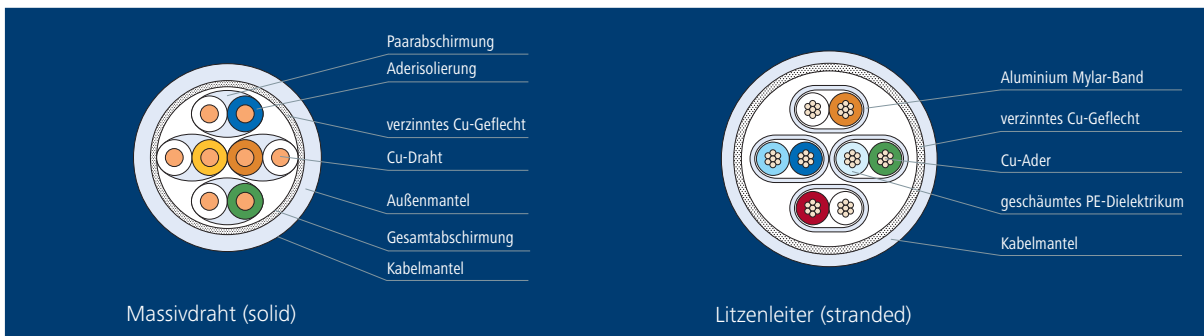 Paarabschirmung
Aderisolierung
verzinntes Cu-Geflecht
Cu-Draht
Außenmantel
Gesamtabschirmung
Kabelmantel
Massivdraht (solid)
Aluminium Mylar-Band
verzinntes Cu-Geflecht
Cu-Ader
geschäumtes PE-Dielektrikum
Kabelmantel
Litzenleiter (stranded)